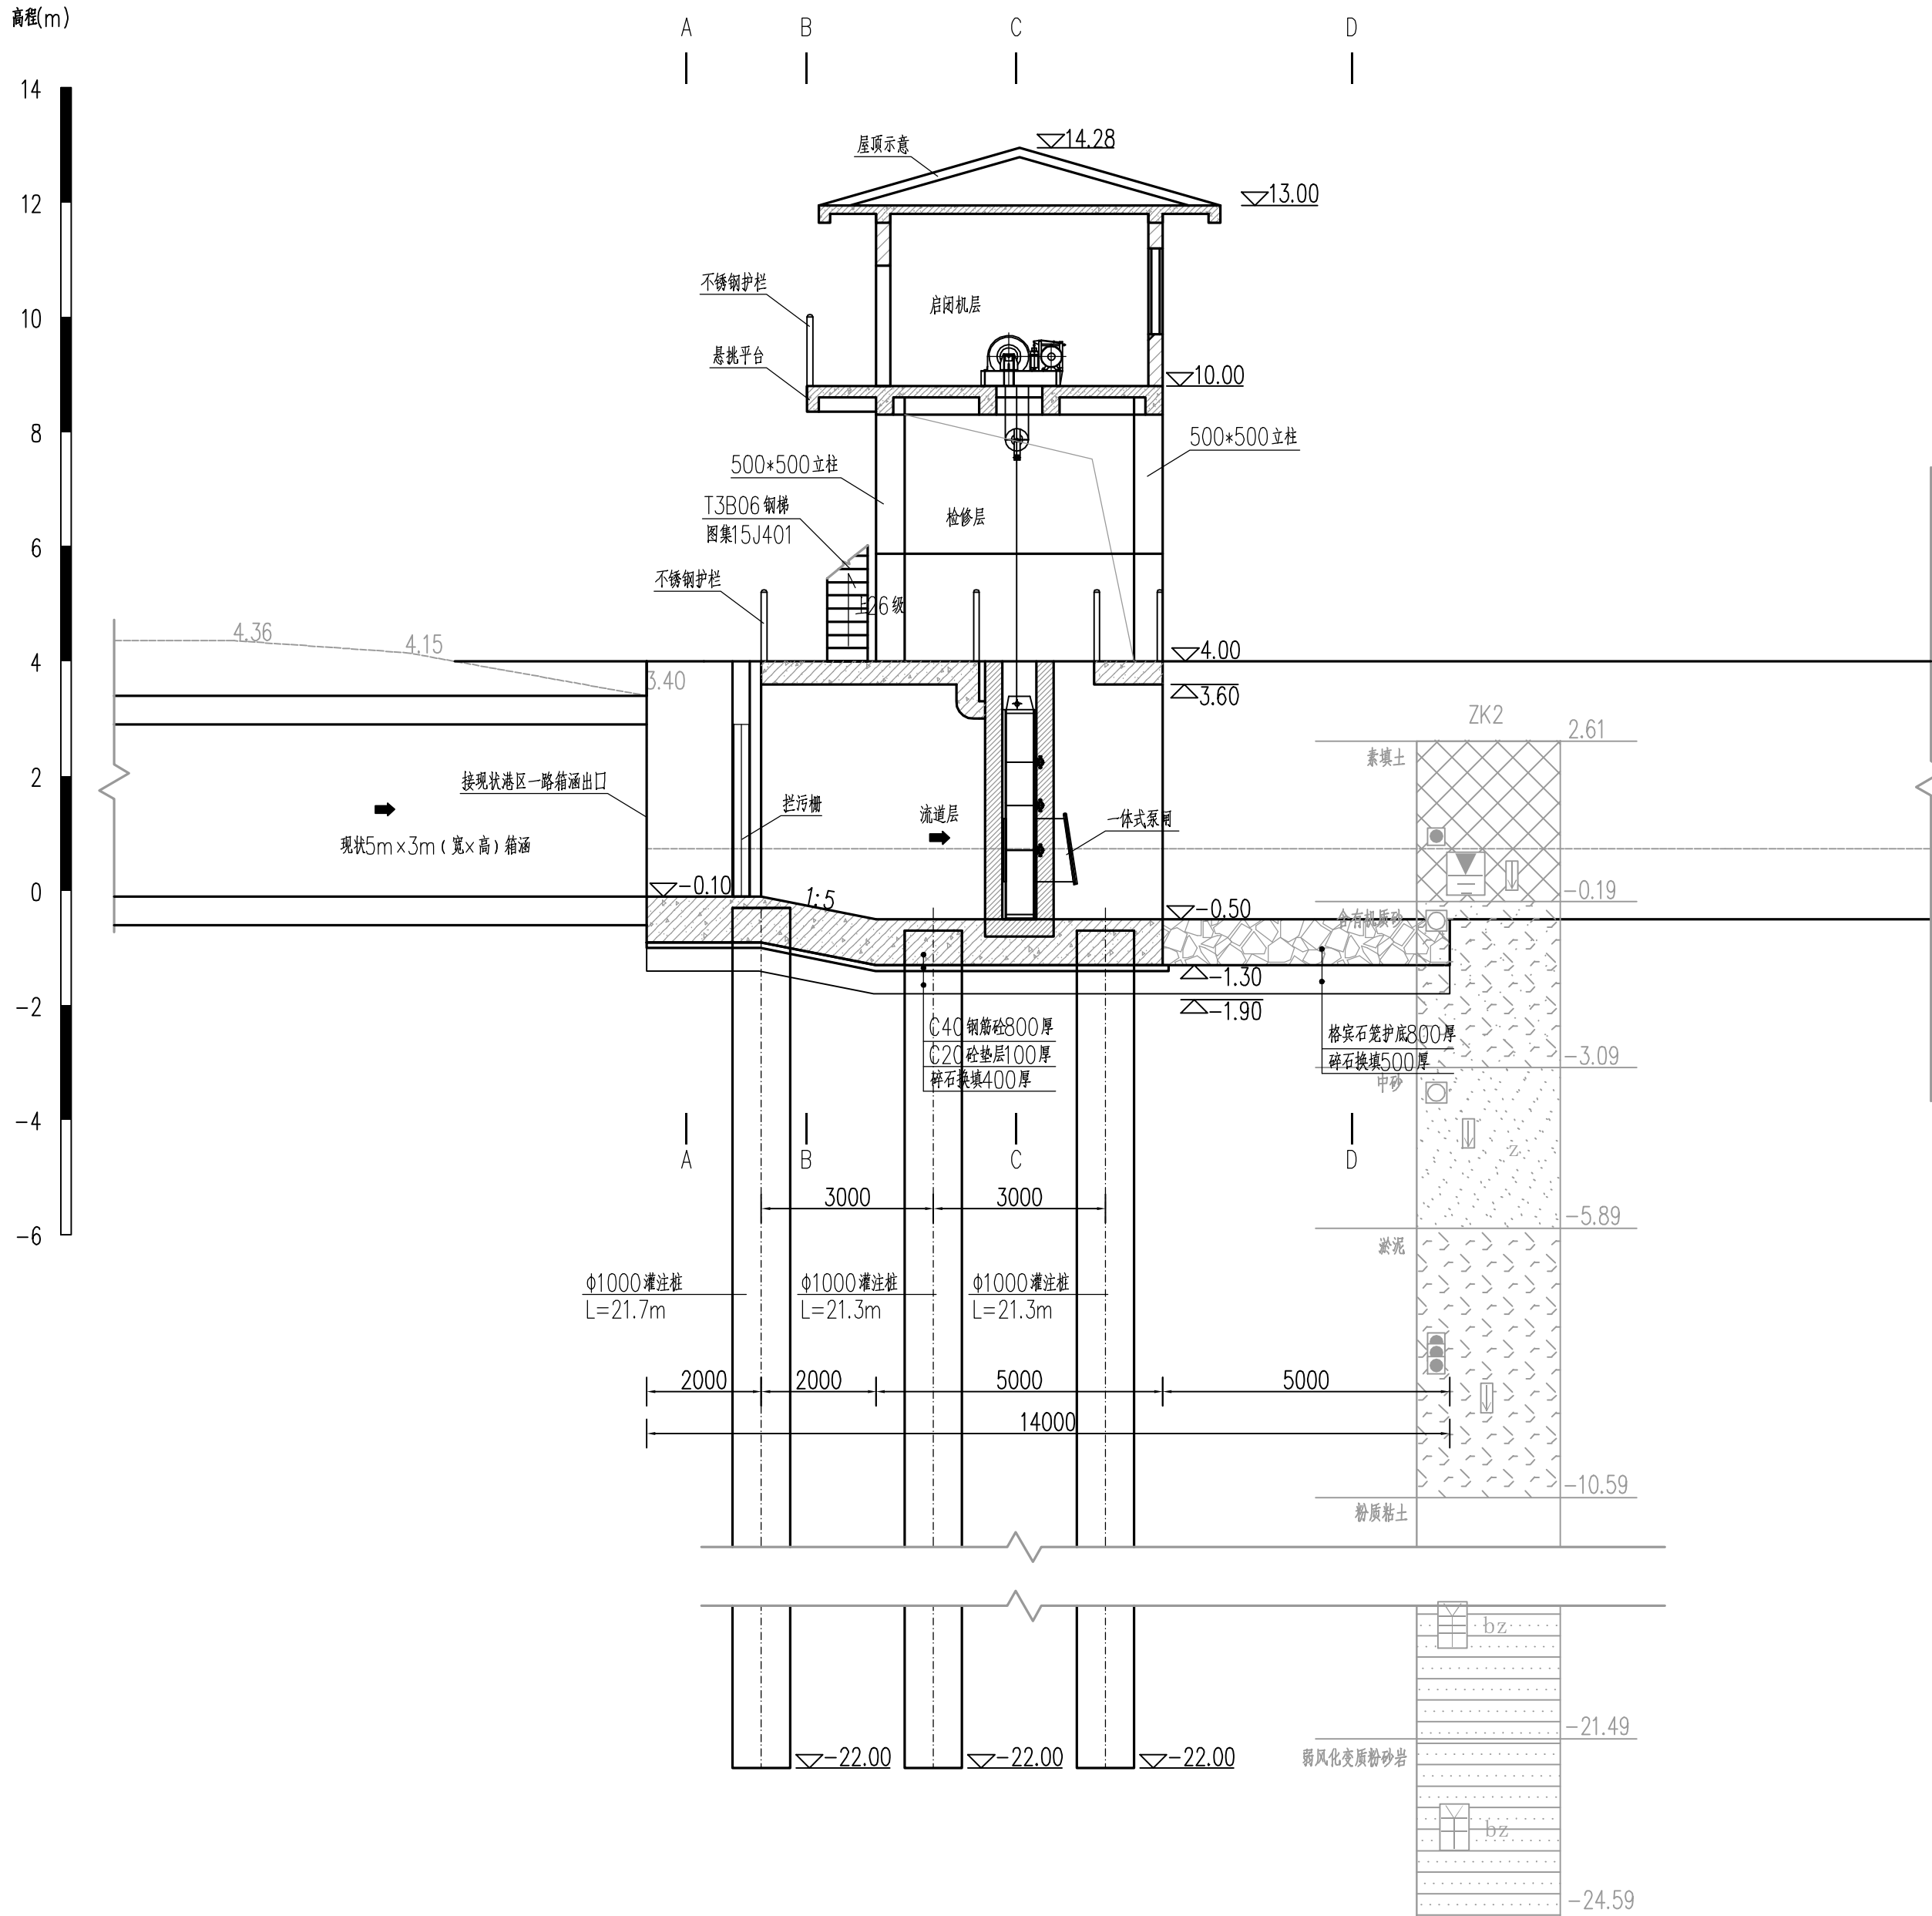 高程(m)
A
B
C
D
14
12
10
8
6
4
2
0
-2
-4
-6
屋顶示意
14.28
13.00
不锈钢护栏
启闭机层
悬挑平台
10.00
500*500立柱
500*500立柱
T3B06钢梯
图集15J401
检修层
不锈钢护栏
上26级
4.36
4.15
3.40
4.00
3.60
ZK2
2.61
素填土
接现状港区一路箱涵出口
拦污栅
流道层
一体式泵闸
现状5m×3m(宽×高)箱涵
-0.10
1:5
-0.50
-0.19
含有机质砂
-1.30
-1.90
C40钢筋砼800厚
C20砼垫层100厚
碎石换填400厚
格宾石笼护底800厚
碎石换填500厚
-3.09
中砂
z
A
B
C
D
3000
3000
-5.89
淤泥
ϕ1000灌注桩
L=21.7m
ϕ1000灌注桩
L=21.3m
ϕ1000灌注桩
L=21.3m
2000
2000
5000
5000
14000
-10.59
粉质粘土
bz
-21.49
弱风化变质粉砂岩
-22.00
-22.00
-22.00
bz
-24.59